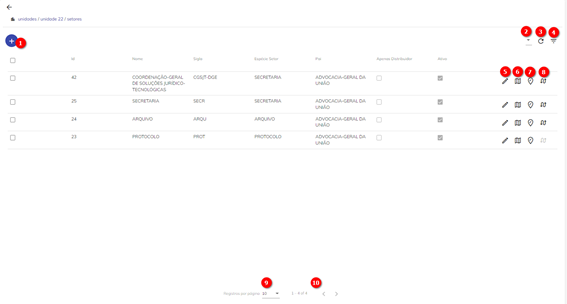 unidades / unidade 22 / setores
1
2
3
4
Id Nome Sigla Espécie Setor Pai Apenas Distribuidor Ativo
5 6 7 8
42 COORDENAÇÃO-GERAL DE SOLUÇÕES JURÍDICO-TECNOLÓGICAS CGSJT-DGE SECRETARIA ADVOCACIA-GERAL DA UNIÃO
25 SECRETARIA SECR SECRETARIA ADVOCACIA-GERAL DA UNIÃO
24 ARQUIVO ARQU ARQUIVO ADVOCACIA-GERAL DA UNIÃO
23 PROTOCOLO PROT PROTOCOLO ADVOCACIA-GERAL DA UNIÃO
9
10
Registros por página: 10 1 - 4 of 4